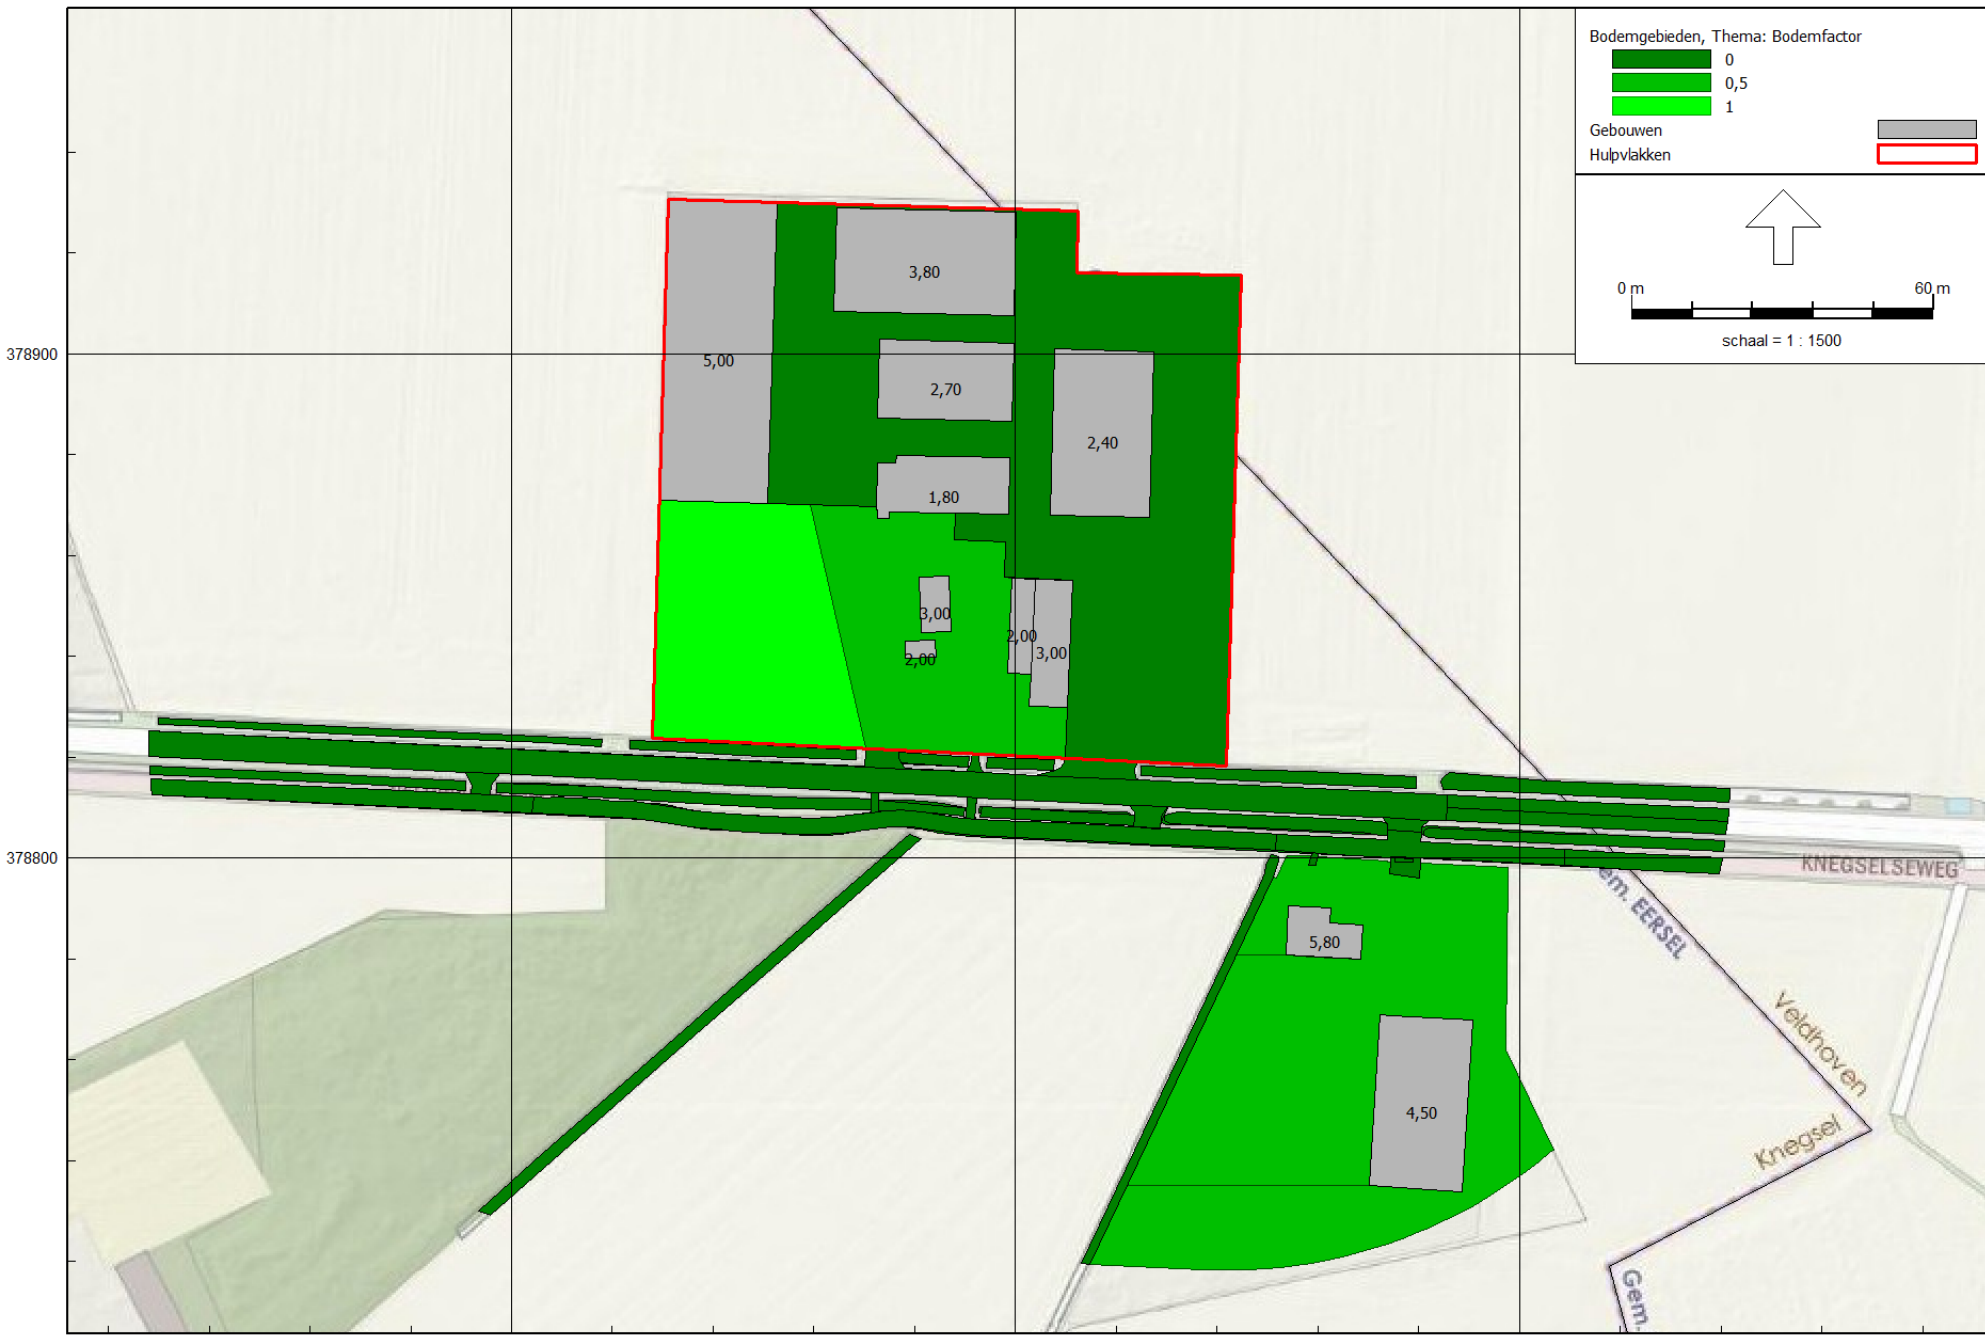 Bodemgebieden, Thema: Bodemfactor
0
0,5
1
Gebouwen
Hulpvlakken
0 m 60 m
schaal = 1 : 1500
378900
378800
3,80
5,00
2,70
2,40
1,80
3,00
2,00
2,00
3,00
KNEGSELSEWEG
em. EERSEL
5,80
4,50
Veldhoven
Knegsel
Gem.